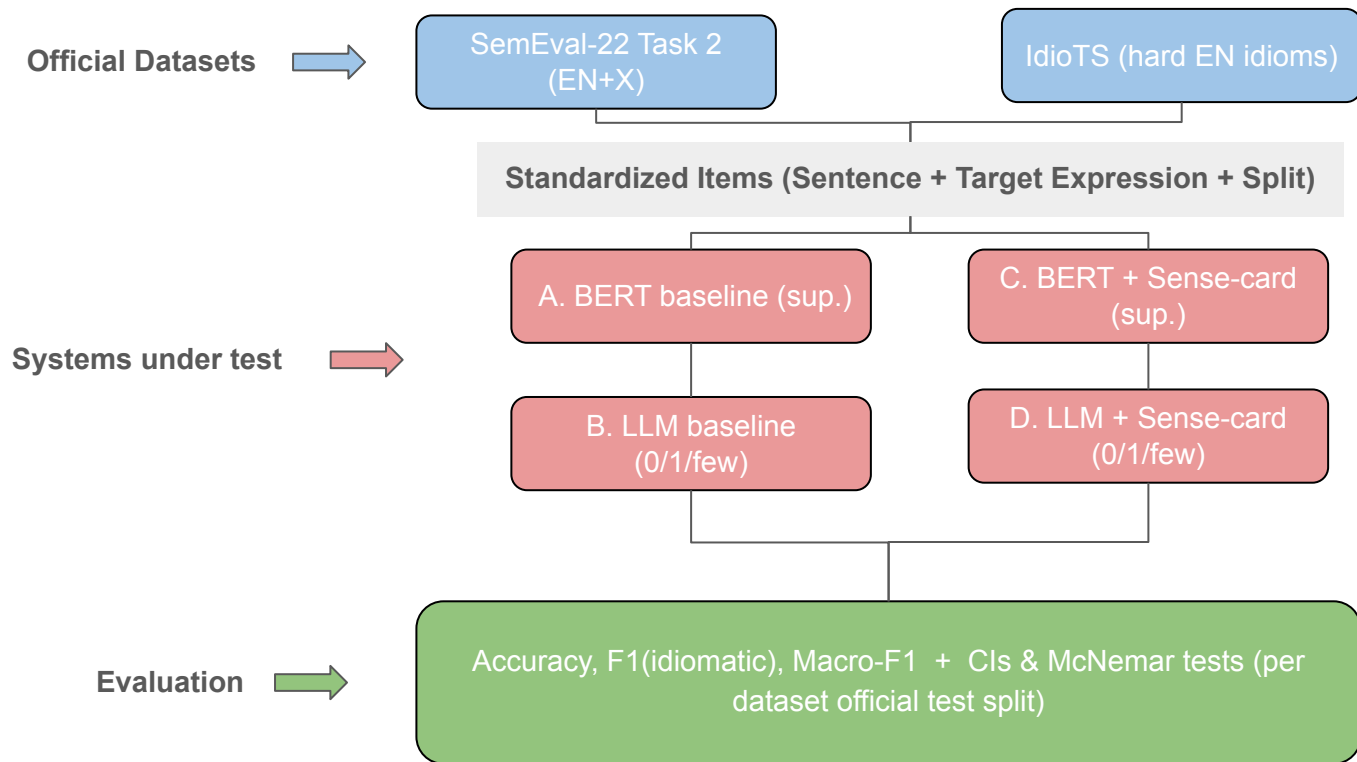 Official Datasets
SemEval-22 Task 2
(EN+X)
IdioTS (hard EN idioms)
Standardized Items (Sentence + Target Expression + Split)
Systems under test
A. BERT baseline (sup.)
C. BERT + Sense-card
(sup.)
B. LLM baseline
(0/1/few)
D. LLM + Sense-card
(0/1/few)
Evaluation
Accuracy, F1(idiomatic), Macro-F1 + CIs & McNemar tests (per
dataset official test split)